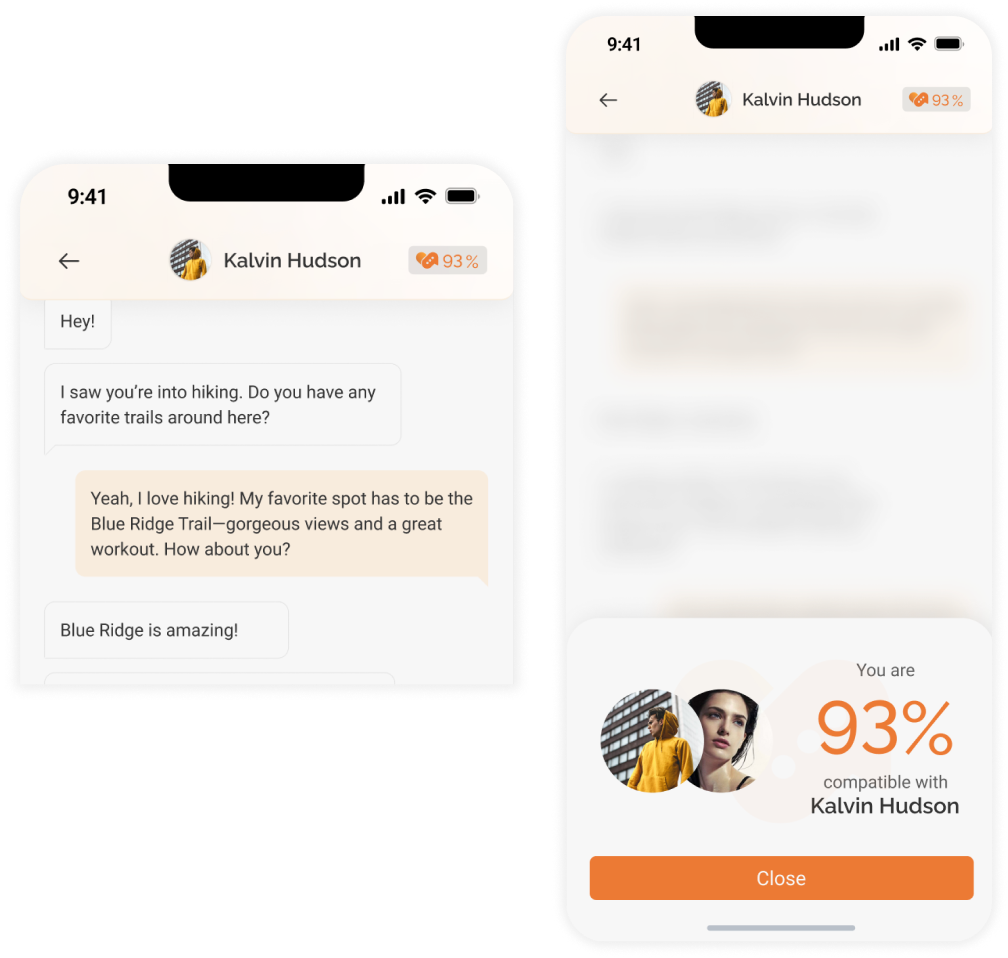 9:41
Kalvin Hudson
93%
Hey!
I saw you’re into hiking. Do you have any
favorite trails around here?
Yeah, I love hiking! My favorite spot has to be the
Blue Ridge Trail—gorgeous views and a great
workout. How about you?
Blue Ridge is amazing!
9:41
Kalvin Hudson
93%
You are
93%
compatible with
Kalvin Hudson
Close